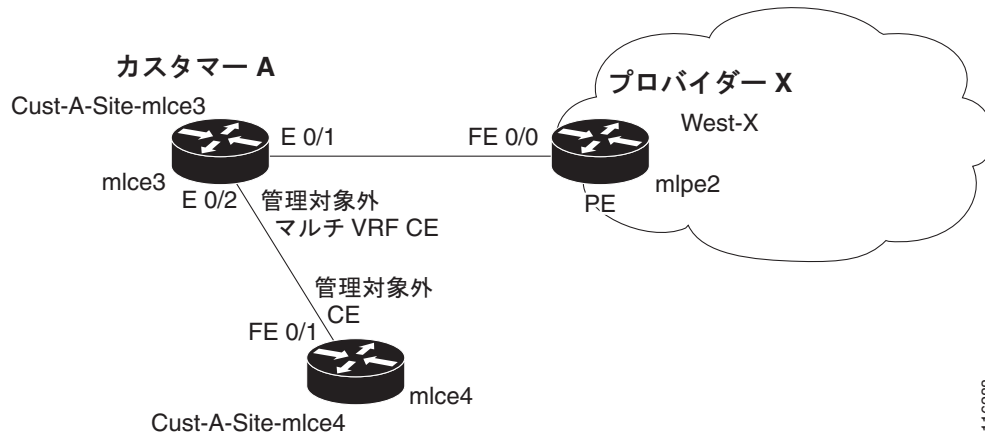 カスタマー A
Cust-A-Site-mlce3
E 0/1
mlce3
E 0/2
管理対象外
マルチ VRF CE
管理対象外
CE
FE 0/1
mlce4
Cust-A-Site-mlce4
プロバイダー X
West-X
FE 0/0
mlpe2
PE